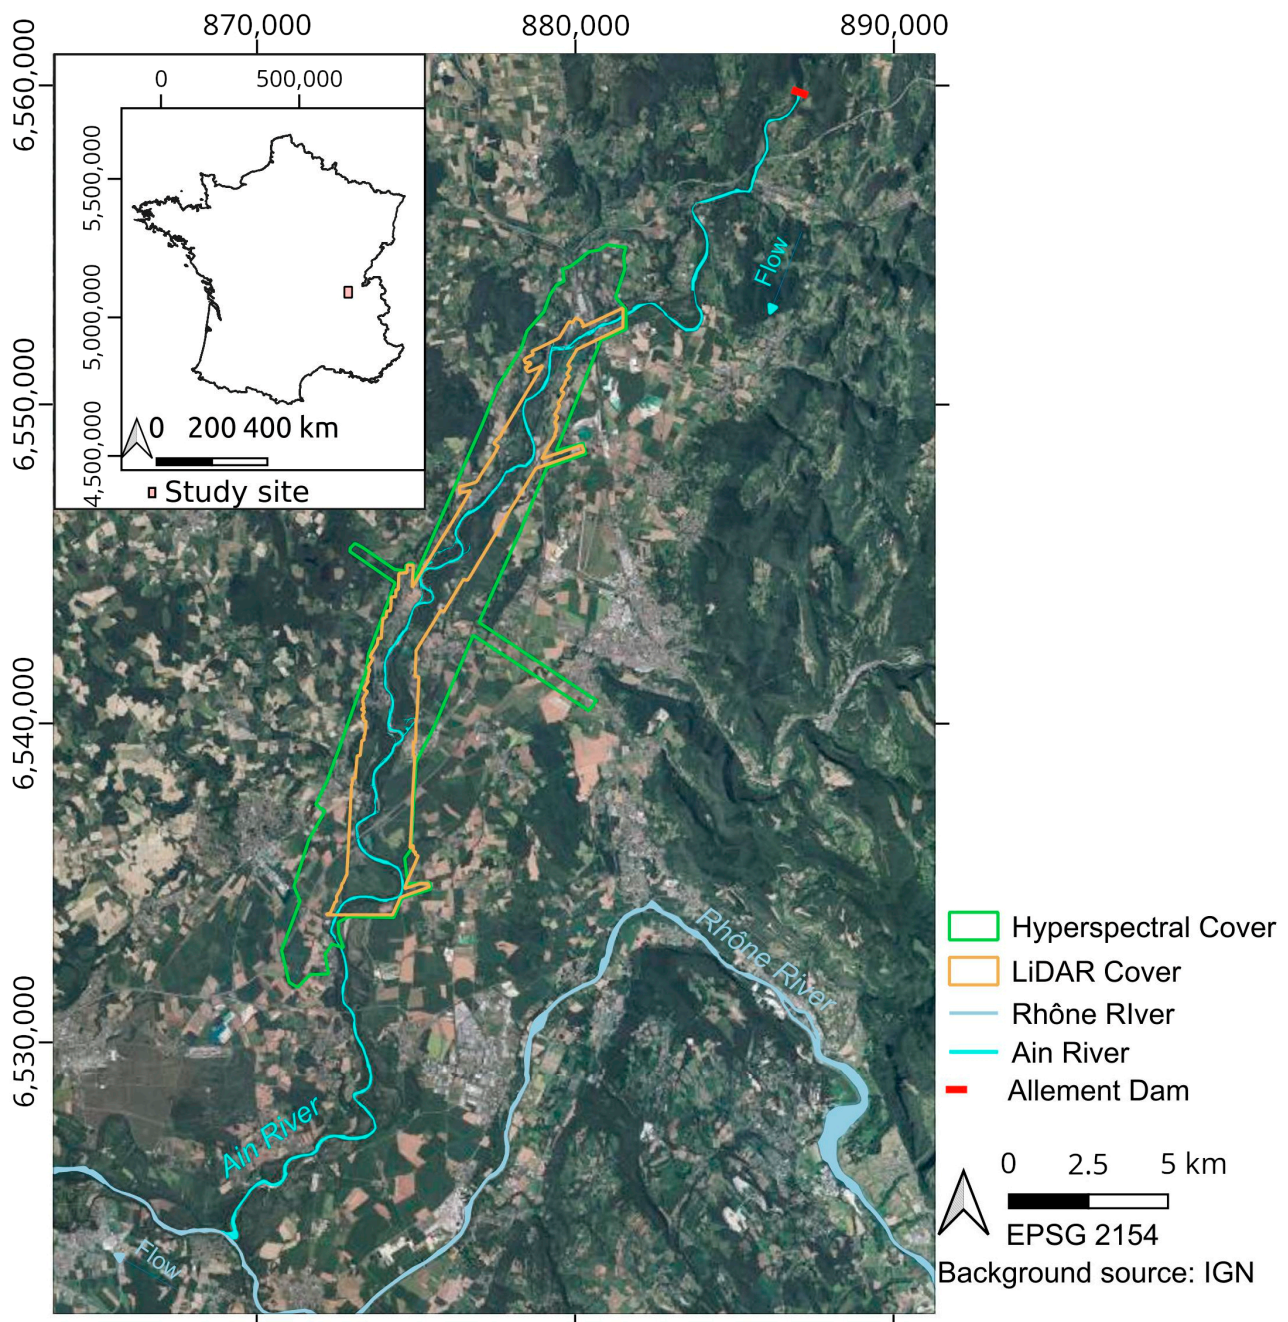 870,000
880,000
890,000
6,560,000
6,550,000
6,540,000
6,530,000
0
500,000
5,500,000
5,000,000
4,500,000
0 200 400 km
Study site
Flow
Rhône River
Ain River
Flow
Hyperspectral Cover
LiDAR Cover
Rhône RIver
Ain River
Allement Dam
0 2.5 5 km
EPSG 2154
Background source: IGN